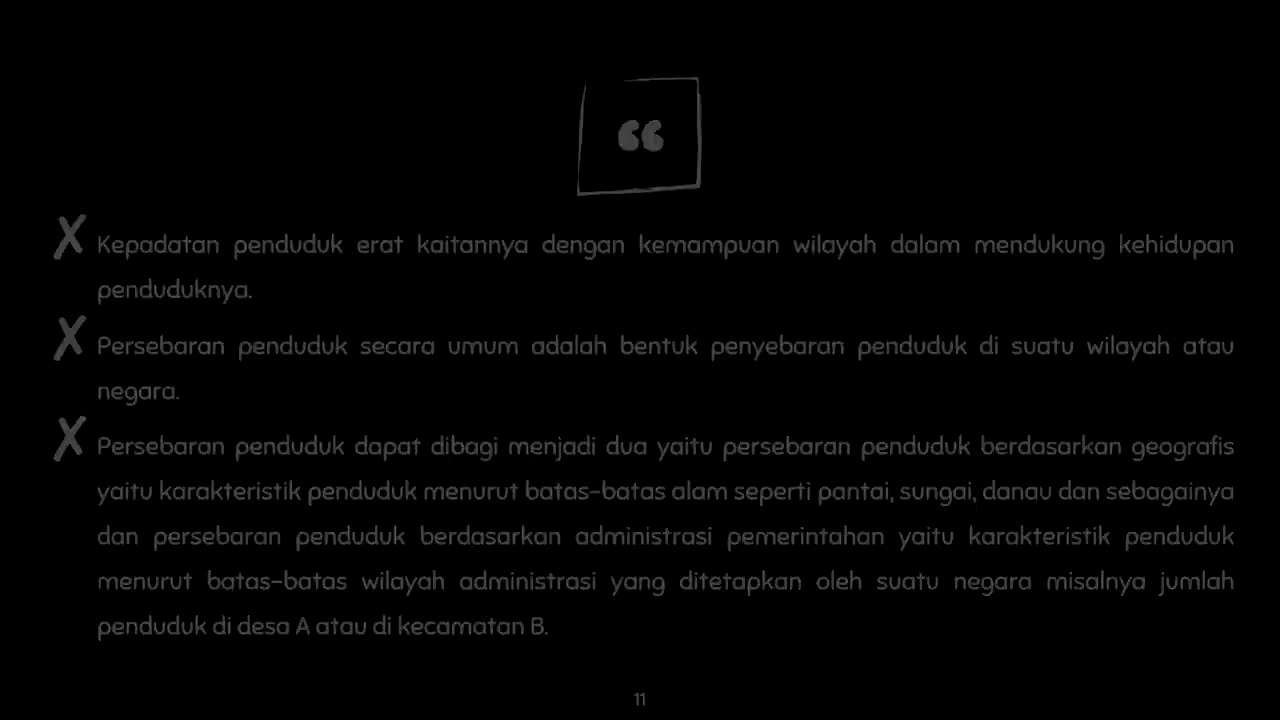 “
✗ Kepadatan penduduk erat kaitannya dengan kemampuan wilayah dalam mendukung kehidupan
penduduknya.
✗ Persebaran penduduk secara umum adalah bentuk penyebaran penduduk di suatu wilayah atau
negara.
✗ Persebaran penduduk dapat dibagi menjadi dua yaitu persebaran penduduk berdasarkan geografis
yaitu karakteristik penduduk menurut batas-batas alam seperti pantai, sungai, danau dan sebagainya
dan persebaran penduduk berdasarkan administrasi pemerintahan yaitu karakteristik penduduk
menurut batas-batas wilayah administrasi yang ditetapkan oleh suatu negara misalnya jumlah
penduduk di desa A atau di kecamatan B.
11